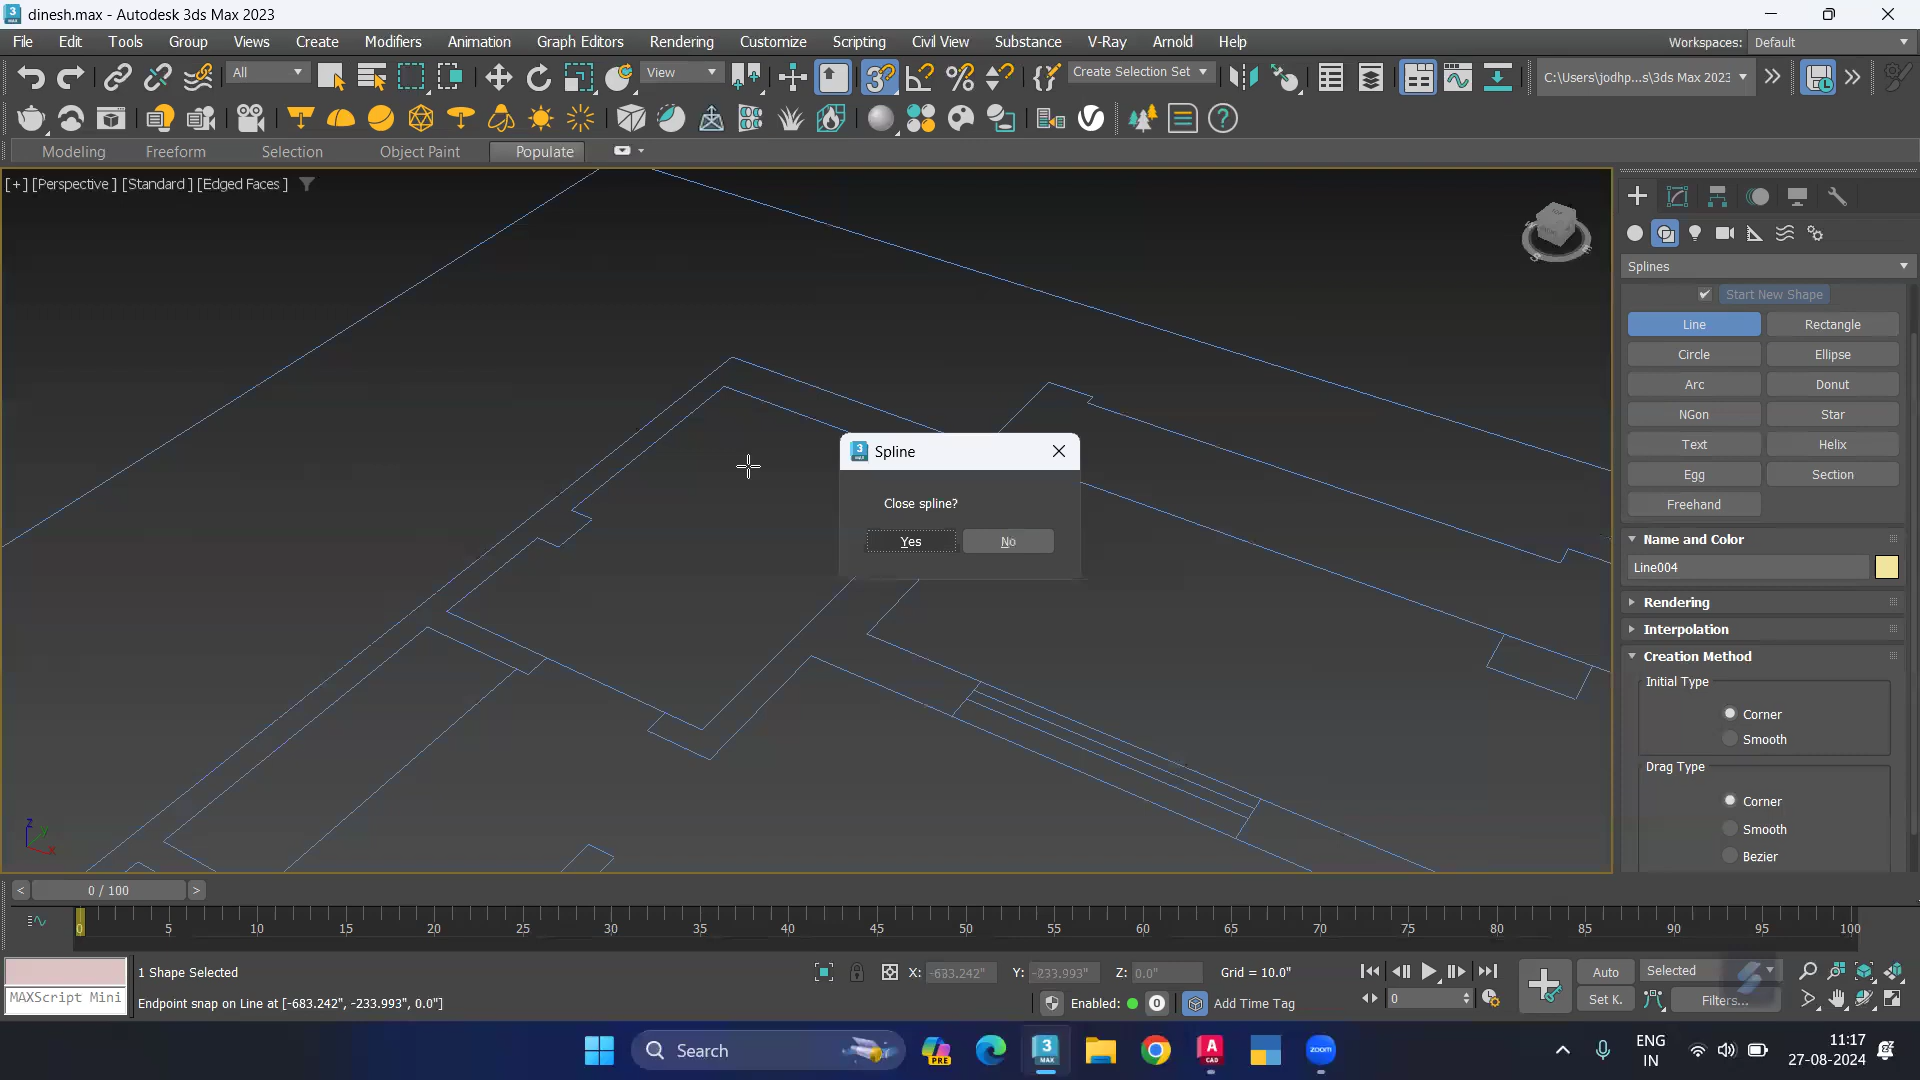 dinesh.max - Autodesk 3ds Max 2023
File Edit Tools Group Views Create Modifiers Animation Graph Editors Rendering Customize Scripting Civil View Substance V-Ray Arnold Help Workspaces: Default
All View Create Selection Set C:\Users\jodhp...s\3ds Max 2023
Modeling Freeform Selection Object Paint Populate
[+] [Perspective ] [Standard ] [Edged Faces ]
Splines
Start New Shape
Line Rectangle
Circle Ellipse
Arc Donut
NGon Star
Text Helix
Egg Section
Freehand
Name and Color
Line004
Rendering
Interpolation
Creation Method
Initial Type
Corner
Smooth
Drag Type
Corner
Smooth
Bezier
Spline
Close spline?
Yes No
z
y
x
< 0 / 100 >
0 5 10 15 20 25 30 35 40 45 50 55 60 65 70 75 80 85 90 95 100
1 Shape Selected X: -683.242" Y: -233.993" Z: 0.0" Grid = 10.0" Auto Selected
MAXScript Mini Endpoint snap on Line at [-683.242", -233.993", 0.0"] Enabled: 0 Add Time Tag 0 Set K. Filters...
Search PRE 3 MAX A CAD zoom ENG 11:17
IN 27-08-2024